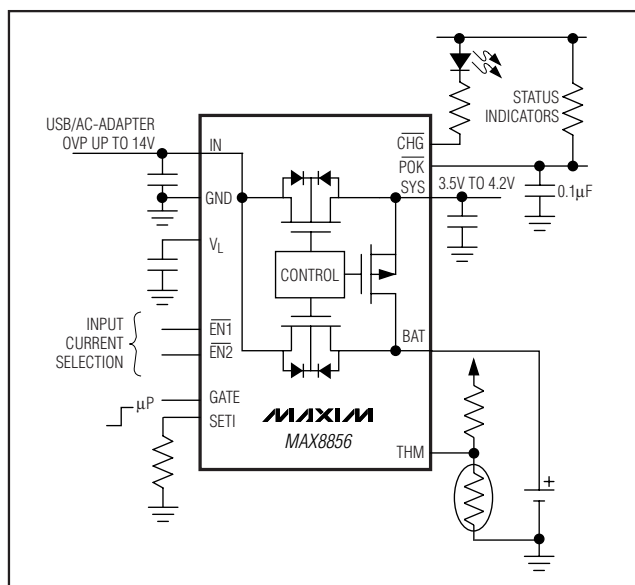 USB/AC-ADAPTER
OVP UP TO 14V
IN
GND
VL
INPUT
CURRENT
SELECTION
EN1
EN2
GATE
µP
SETI
CONTROL
MAXIM
MAX8856
CHG
POK
SYS
BAT
THM
STATUS
INDICATORS
3.5V TO 4.2V
0.1µF
+